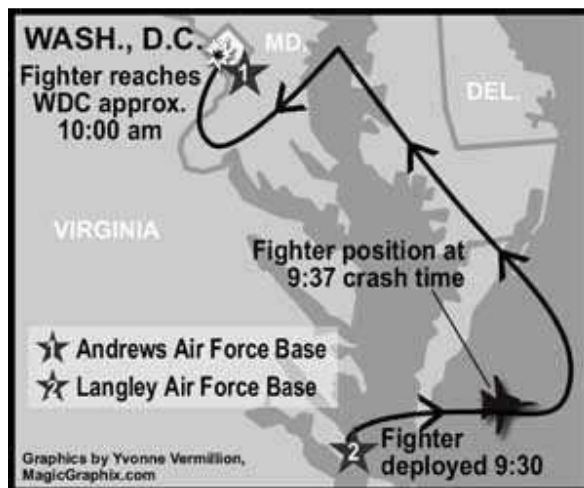 WASH., D.C.
MD.
Fighter reaches
WDC approx.
10:00 am
1
DEL.
VIRGINIA
Fighter position at
9:37 crash time
1 Andrews Air Force Base
2 Langley Air Force Base
2
Fighter
deployed 9:30
Graphics by Yvonne Vermillion,
MagicGraphix.com